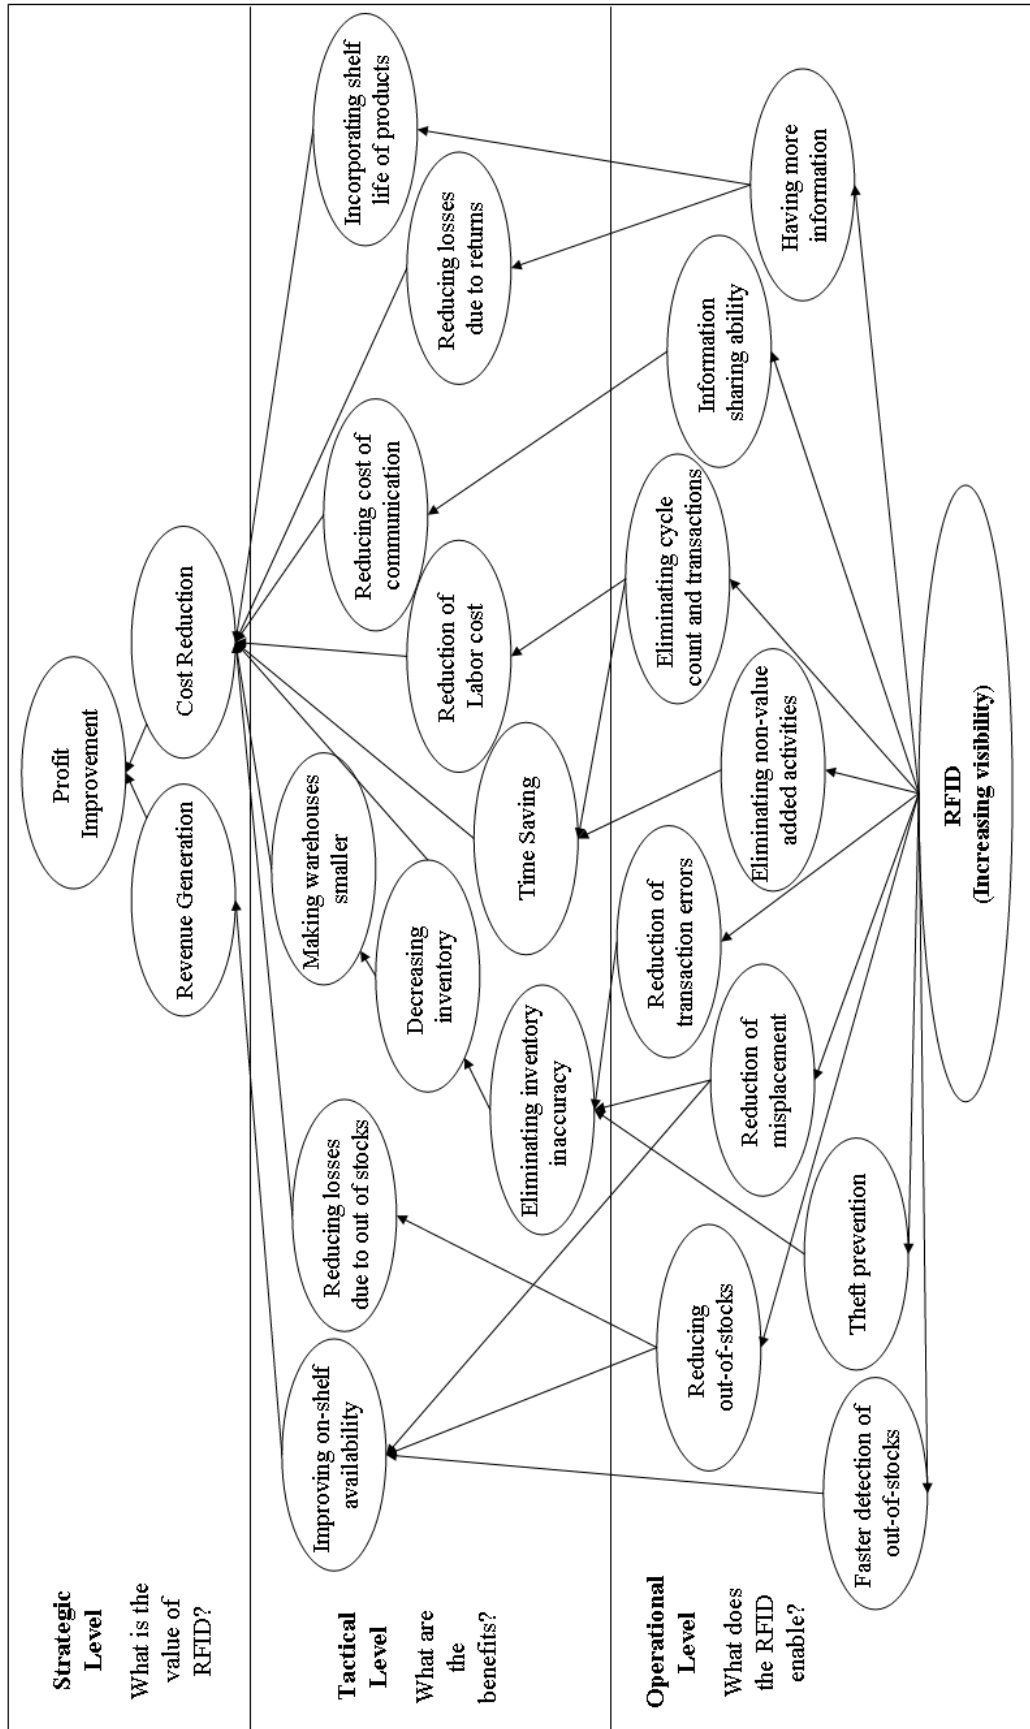 Strategic
Level
What is the
value of
RFID?
Profit
Improvement
Revenue Generation
Cost Reduction
Tactical
Level
What are
the
benefits?
Improving on-shelf
availability
Reducing losses
due to out of stocks
Eliminating inventory
inaccuracy
Decreasing
inventory
Making warehouses
smaller
Time Saving
Reduction of
Labor cost
Reducing cost of
communication
Reducing losses
due to returns
Incorporating shelf
life of products
Operational
Level
What does
the RFID
enable?
Faster detection of
out-of-stocks
Reducing
out-of-stocks
Theft prevention
Reduction of
misplacement
Reduction of
transaction errors
Eliminating non-value
added activities
Eliminating cycle
count and transactions
Information
sharing ability
Having more
information
RFID
(Increasing visibility)